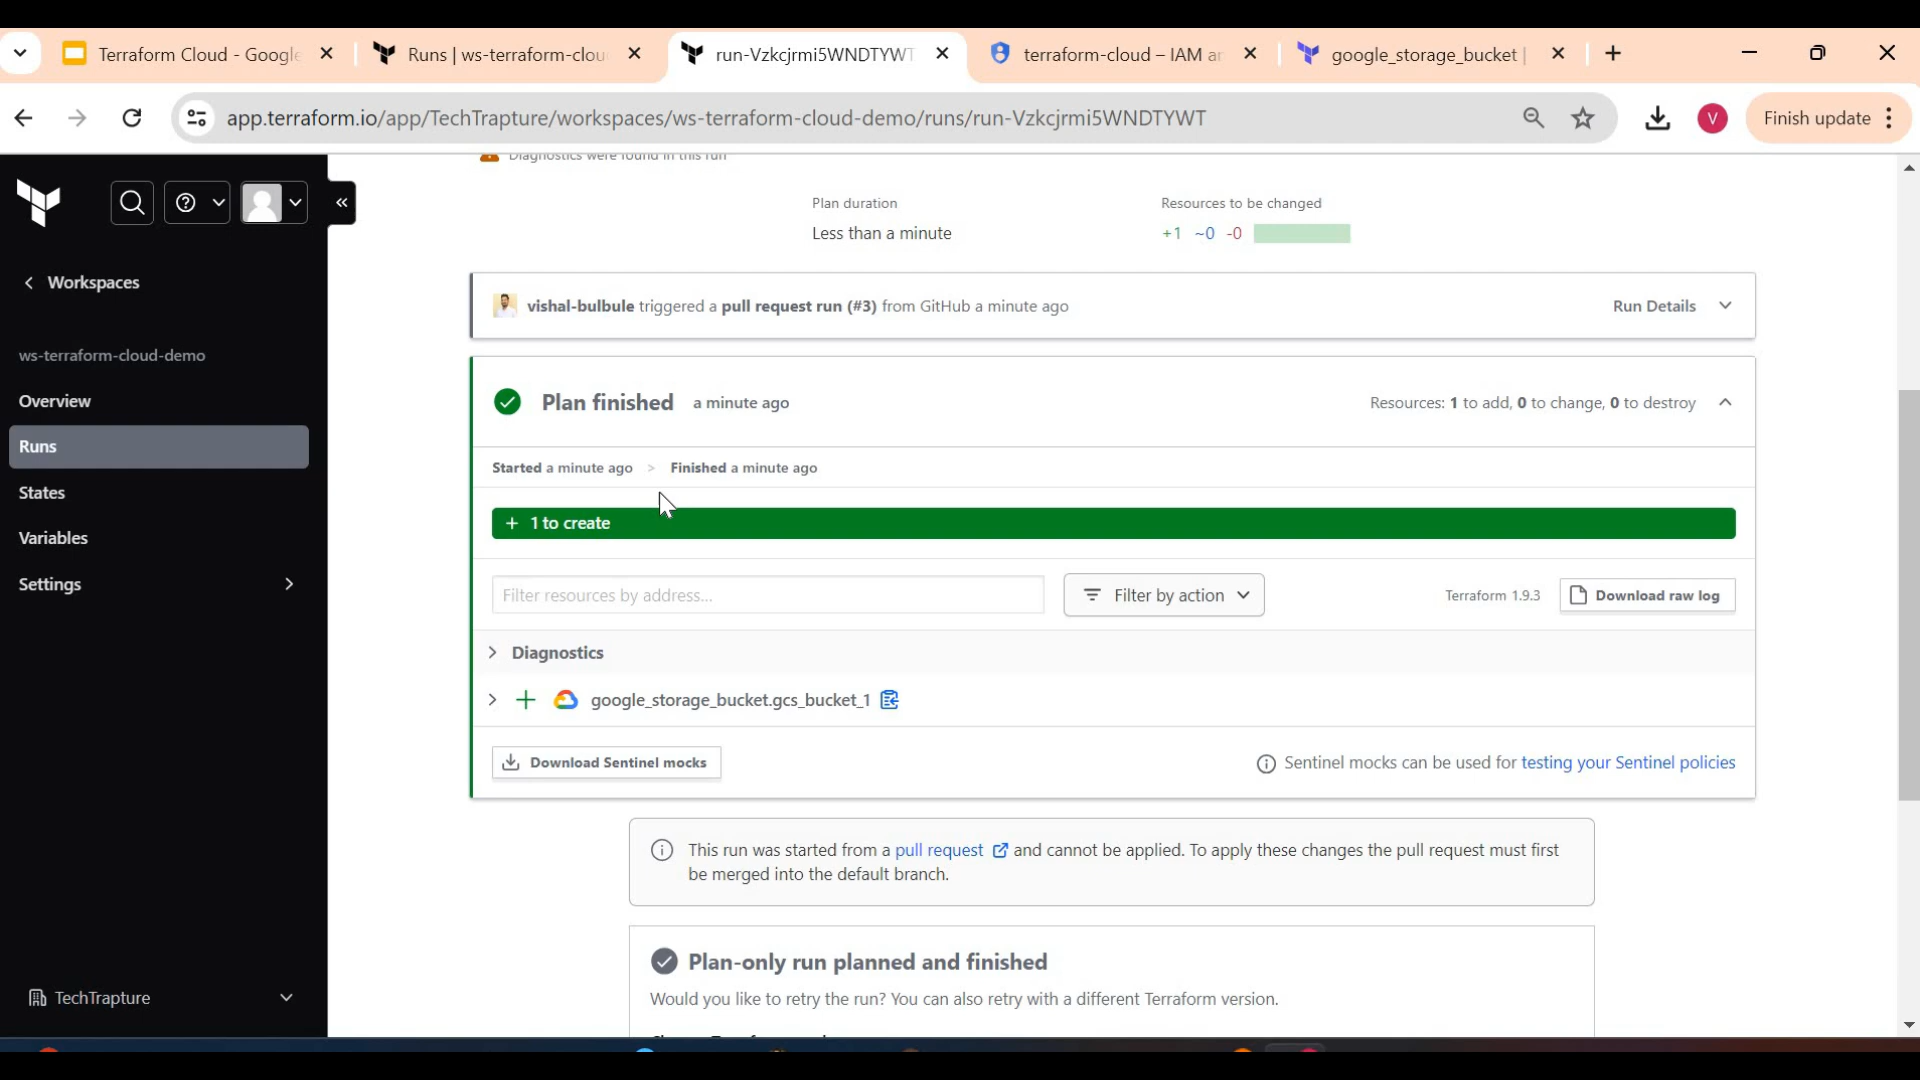 Terraform Cloud - Google
Runs | ws-terraform-clou
run-Vzkcjrmi5WNDTYWT
terraform-cloud – IAM an
google_storage_bucket |
app.terraform.io/app/TechTrapture/workspaces/ws-terraform-cloud-demo/runs/run-Vzkcjrmi5WNDTYWT
V
Finish update
Workspaces
ws-terraform-cloud-demo
Overview
Runs
States
Variables
Settings
TechTrapture
Diagnostics were found in this run
Plan duration
Less than a minute
Resources to be changed
+1 ~0 -0
vishal-bulbule triggered a pull request run (#3) from GitHub a minute ago
Run Details
Plan finished a minute ago
Resources: 1 to add, 0 to change, 0 to destroy
Started a minute ago > Finished a minute ago
+ 1 to create
Filter resources by address...
Filter by action
Terraform 1.9.3
Download raw log
Diagnostics
google_storage_bucket.gcs_bucket_1
Download Sentinel mocks
Sentinel mocks can be used for testing your Sentinel policies
This run was started from a pull request and cannot be applied. To apply these changes the pull request must first
be merged into the default branch.
Plan-only run planned and finished
Would you like to retry the run? You can also retry with a different Terraform version.